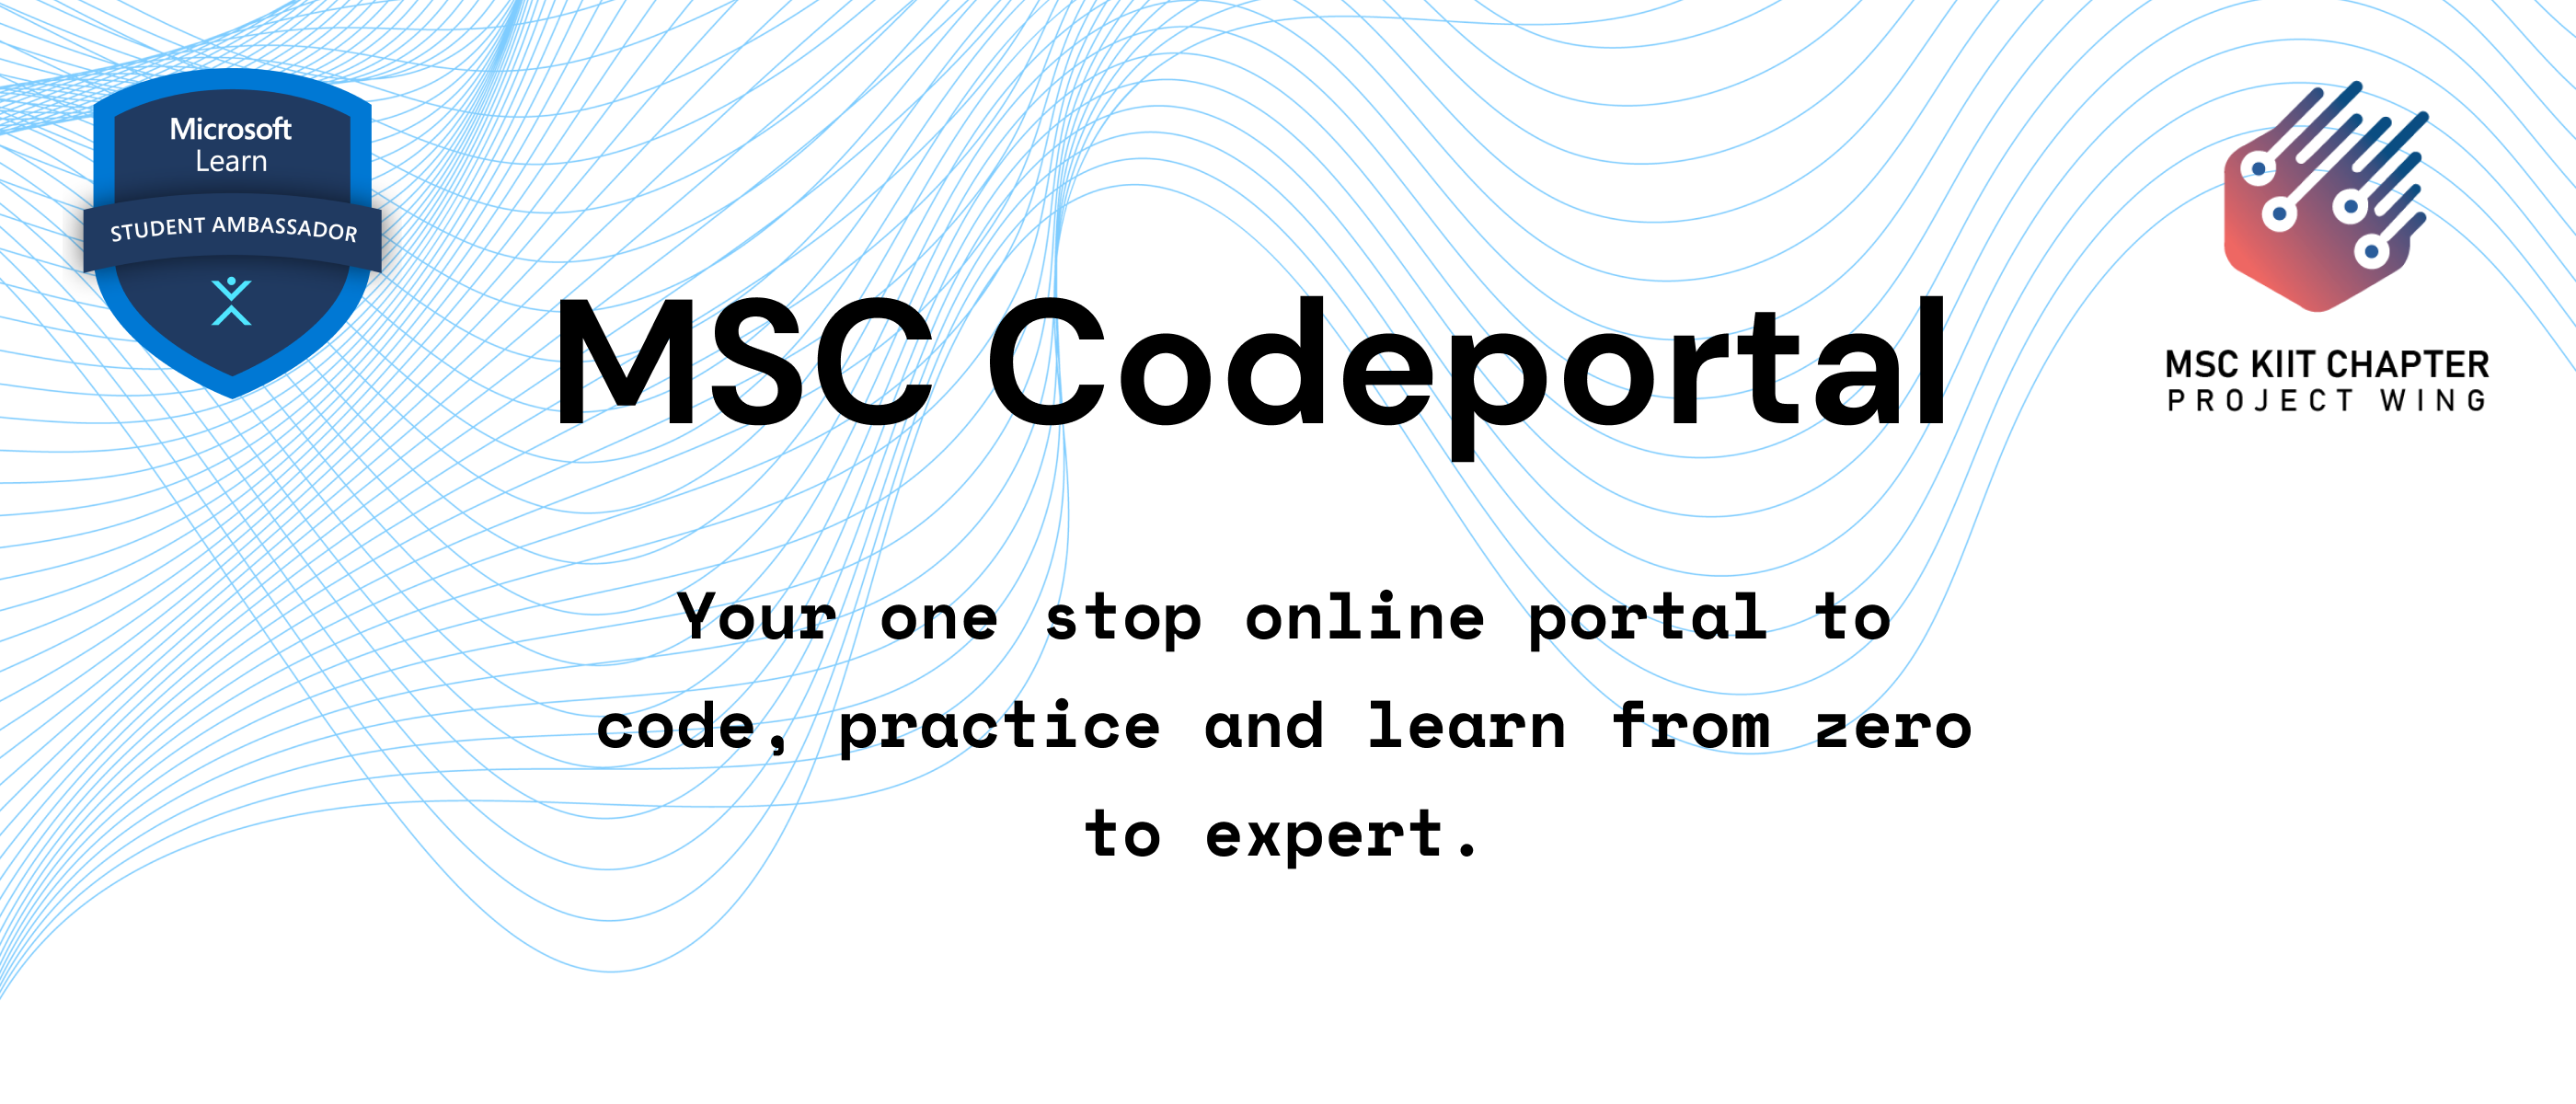 Microsoft
Learn
STUDENT AMBASSADOR
MSC Codeportal
MSC KIIT CHAPTER
PROJECT WING
Your one stop online portal to
code, practice and learn from zero
to expert.